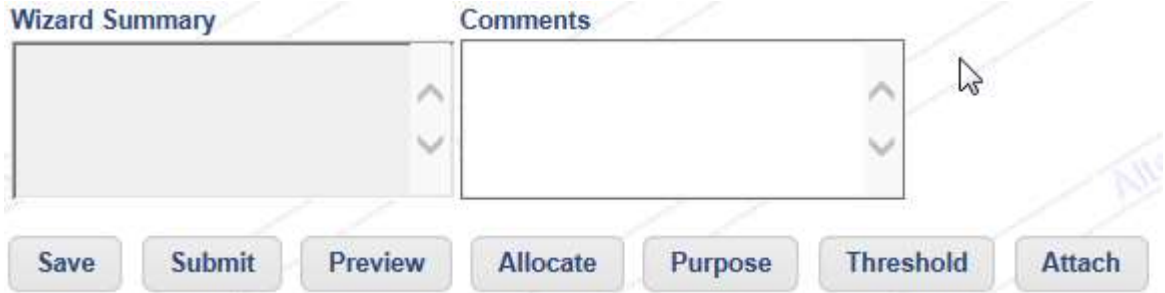 Wizard Summary Comments
Save Submit Preview Allocate Purpose Threshold Attach